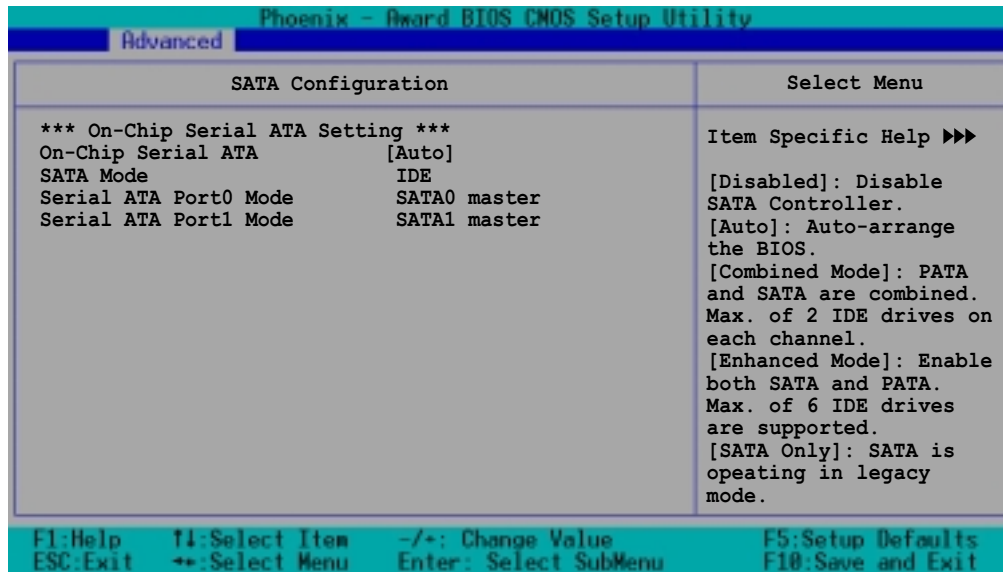 Phoenix - Award BIOS CMOS Setup Utility
Advanced
SATA Configuration
*** On-Chip Serial ATA Setting ***
On-Chip Serial ATA [Auto]
SATA Mode IDE
Serial ATA Port0 Mode SATA0 master
Serial ATA Port1 Mode SATA1 master
Select Menu
Item Specific Help ▶▶▶
[Disabled]: Disable
SATA Controller.
[Auto]: Auto-arrange
the BIOS.
[Combined Mode]: PATA
and SATA are combined.
Max. of 2 IDE drives on
each channel.
[Enhanced Mode]: Enable
both SATA and PATA.
Max. of 6 IDE drives
are supported.
[SATA Only]: SATA is
opeating in legacy
mode.
F1:Help ↑↓:Select Item -/+: Change Value F5:Setup Defaults
ESC:Exit ←→:Select Menu Enter: Select SubMenu F10:Save and Exit